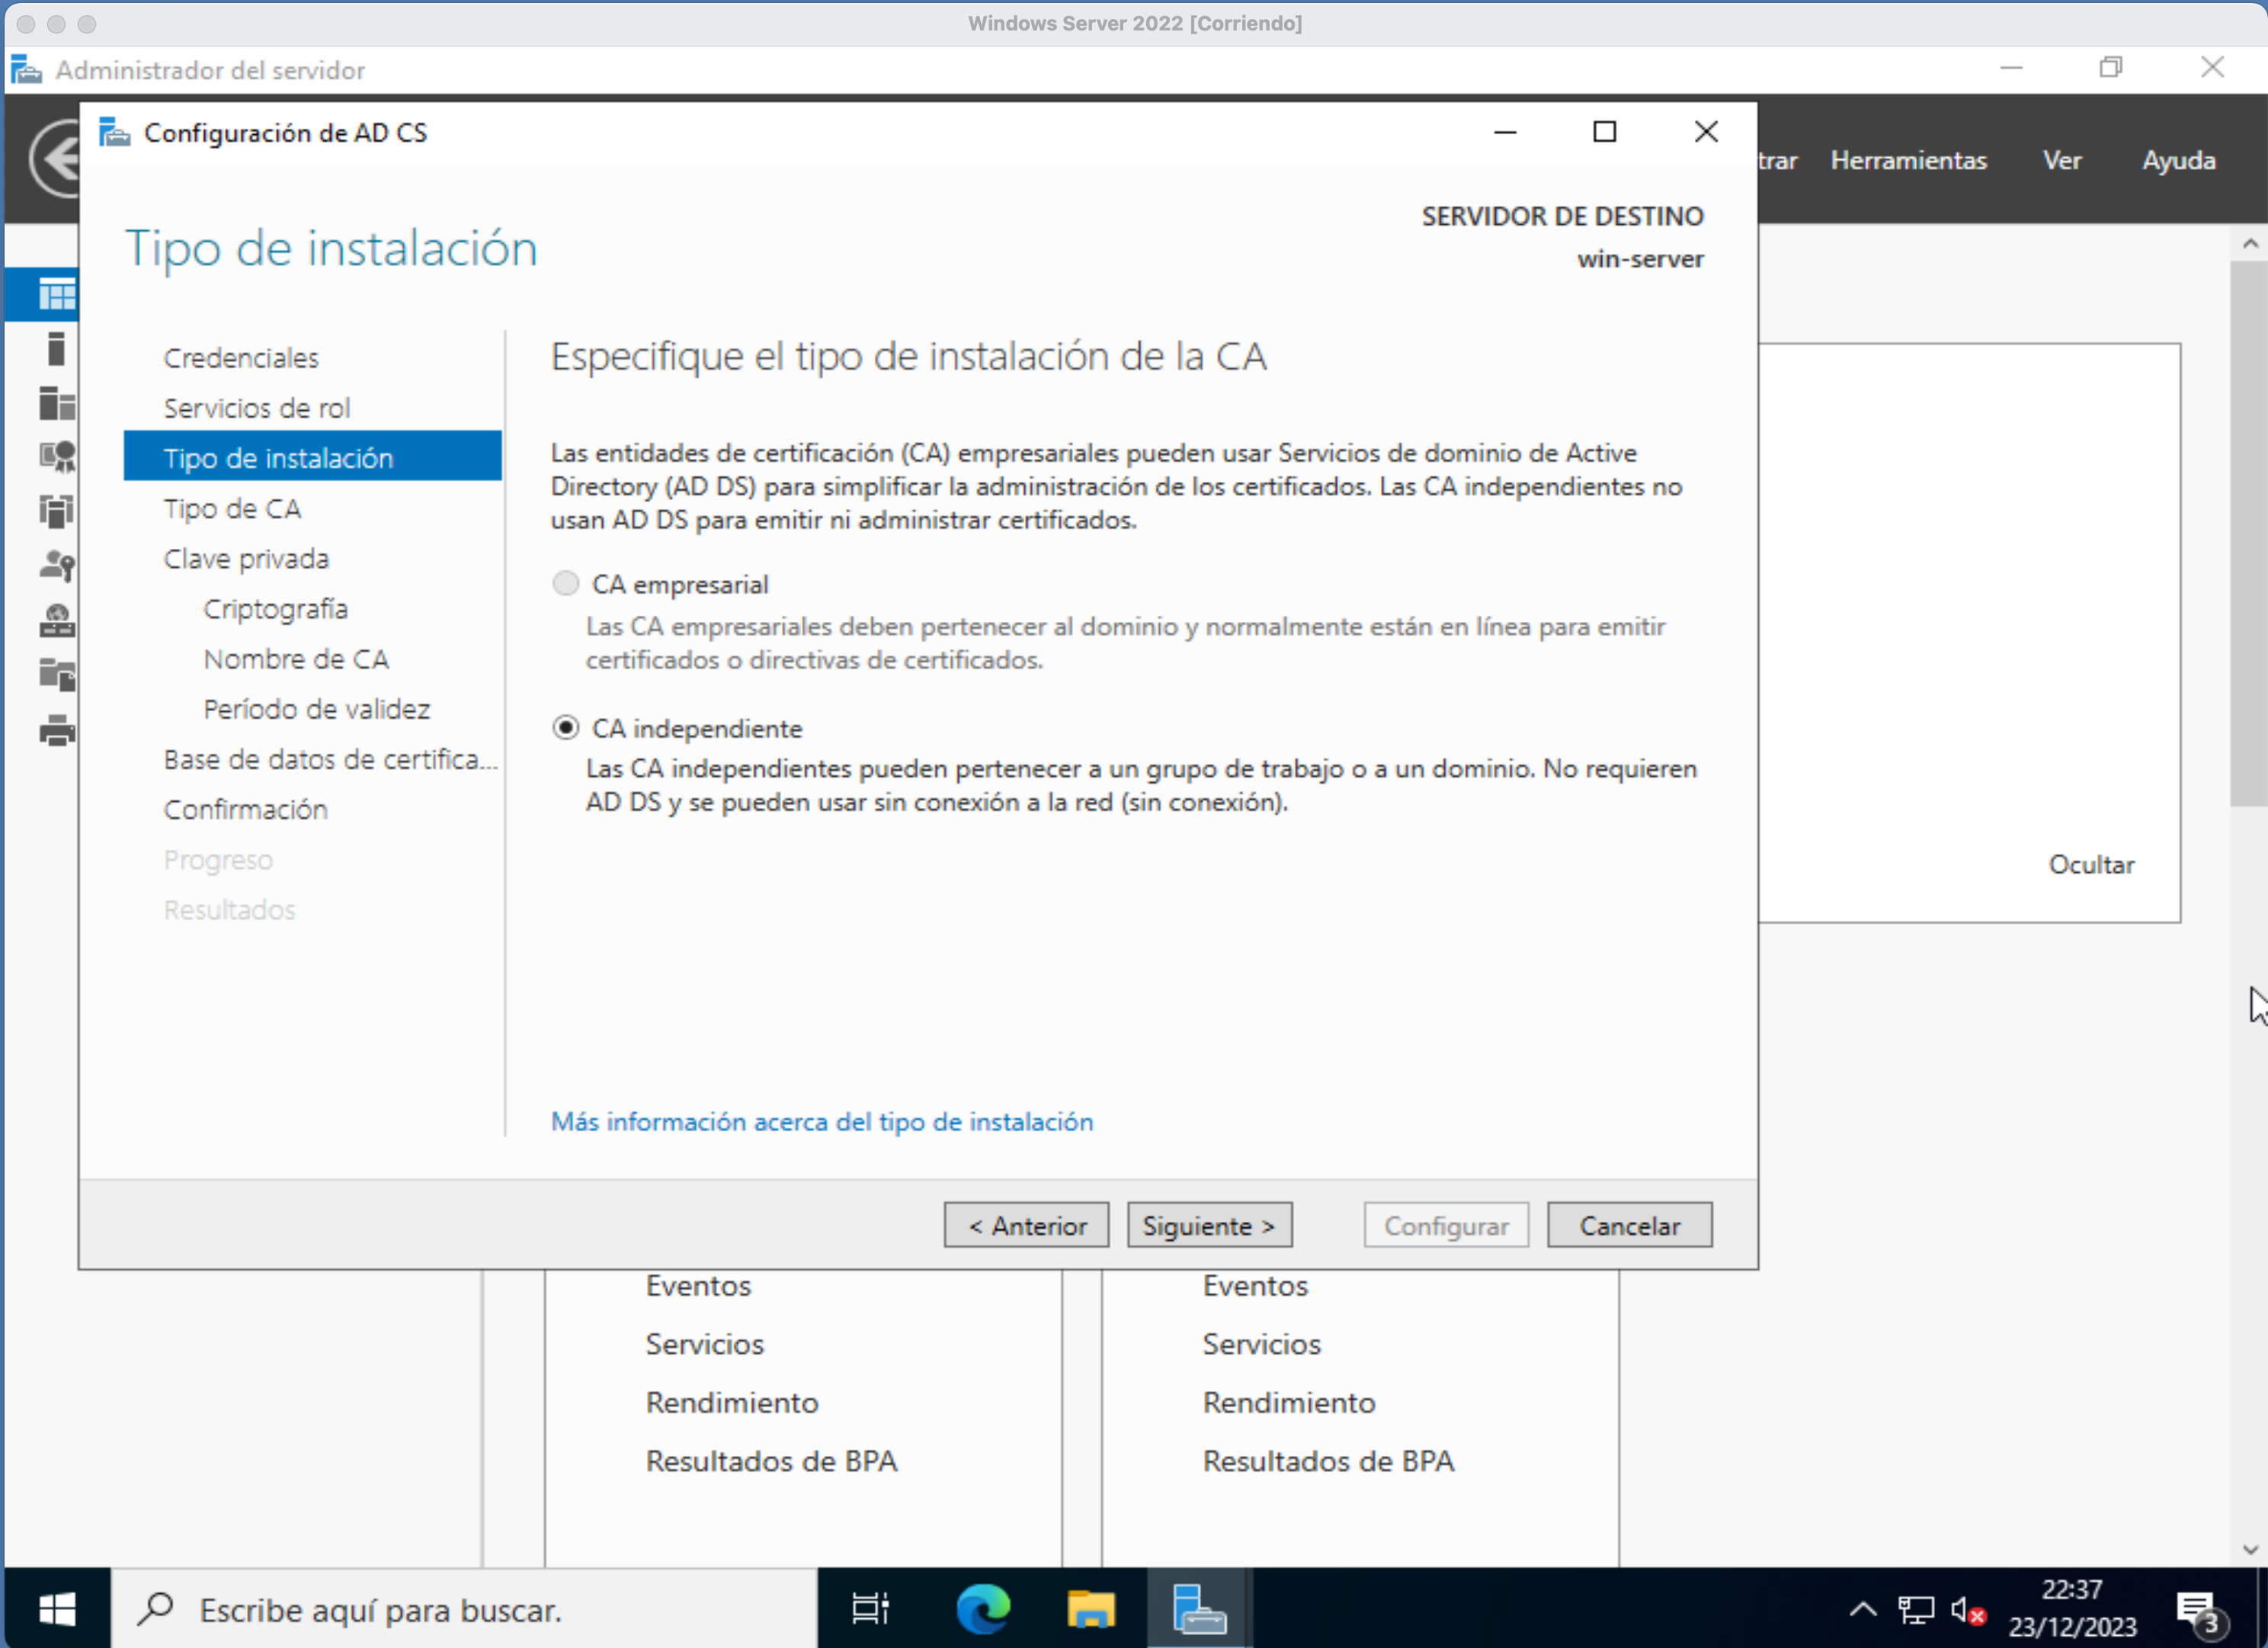 Windows Server 2022 [Corriendo]
Administrador del servidor
Configuración de AD CS
trar Herramientas Ver Ayuda
Tipo de instalación
SERVIDOR DE DESTINO
win-server
Credenciales
Servicios de rol
Tipo de instalación
Tipo de CA
Clave privada
Criptografía
Nombre de CA
Período de validez
Base de datos de certifica...
Confirmación
Progreso
Resultados
Especifique el tipo de instalación de la CA
Las entidades de certificación (CA) empresariales pueden usar Servicios de dominio de Active
Directory (AD DS) para simplificar la administración de los certificados. Las CA independientes no
usan AD DS para emitir ni administrar certificados.
CA empresarial
Las CA empresariales deben pertenecer al dominio y normalmente están en línea para emitir
certificados o directivas de certificados.
CA independiente
Las CA independientes pueden pertenecer a un grupo de trabajo o a un dominio. No requieren
AD DS y se pueden usar sin conexión a la red (sin conexión).
Más información acerca del tipo de instalación
< Anterior
Siguiente >
Configurar
Cancelar
Ocultar
Eventos
Servicios
Rendimiento
Resultados de BPA
Eventos
Servicios
Rendimiento
Resultados de BPA
Escribe aquí para buscar.
22:37
23/12/2023
3